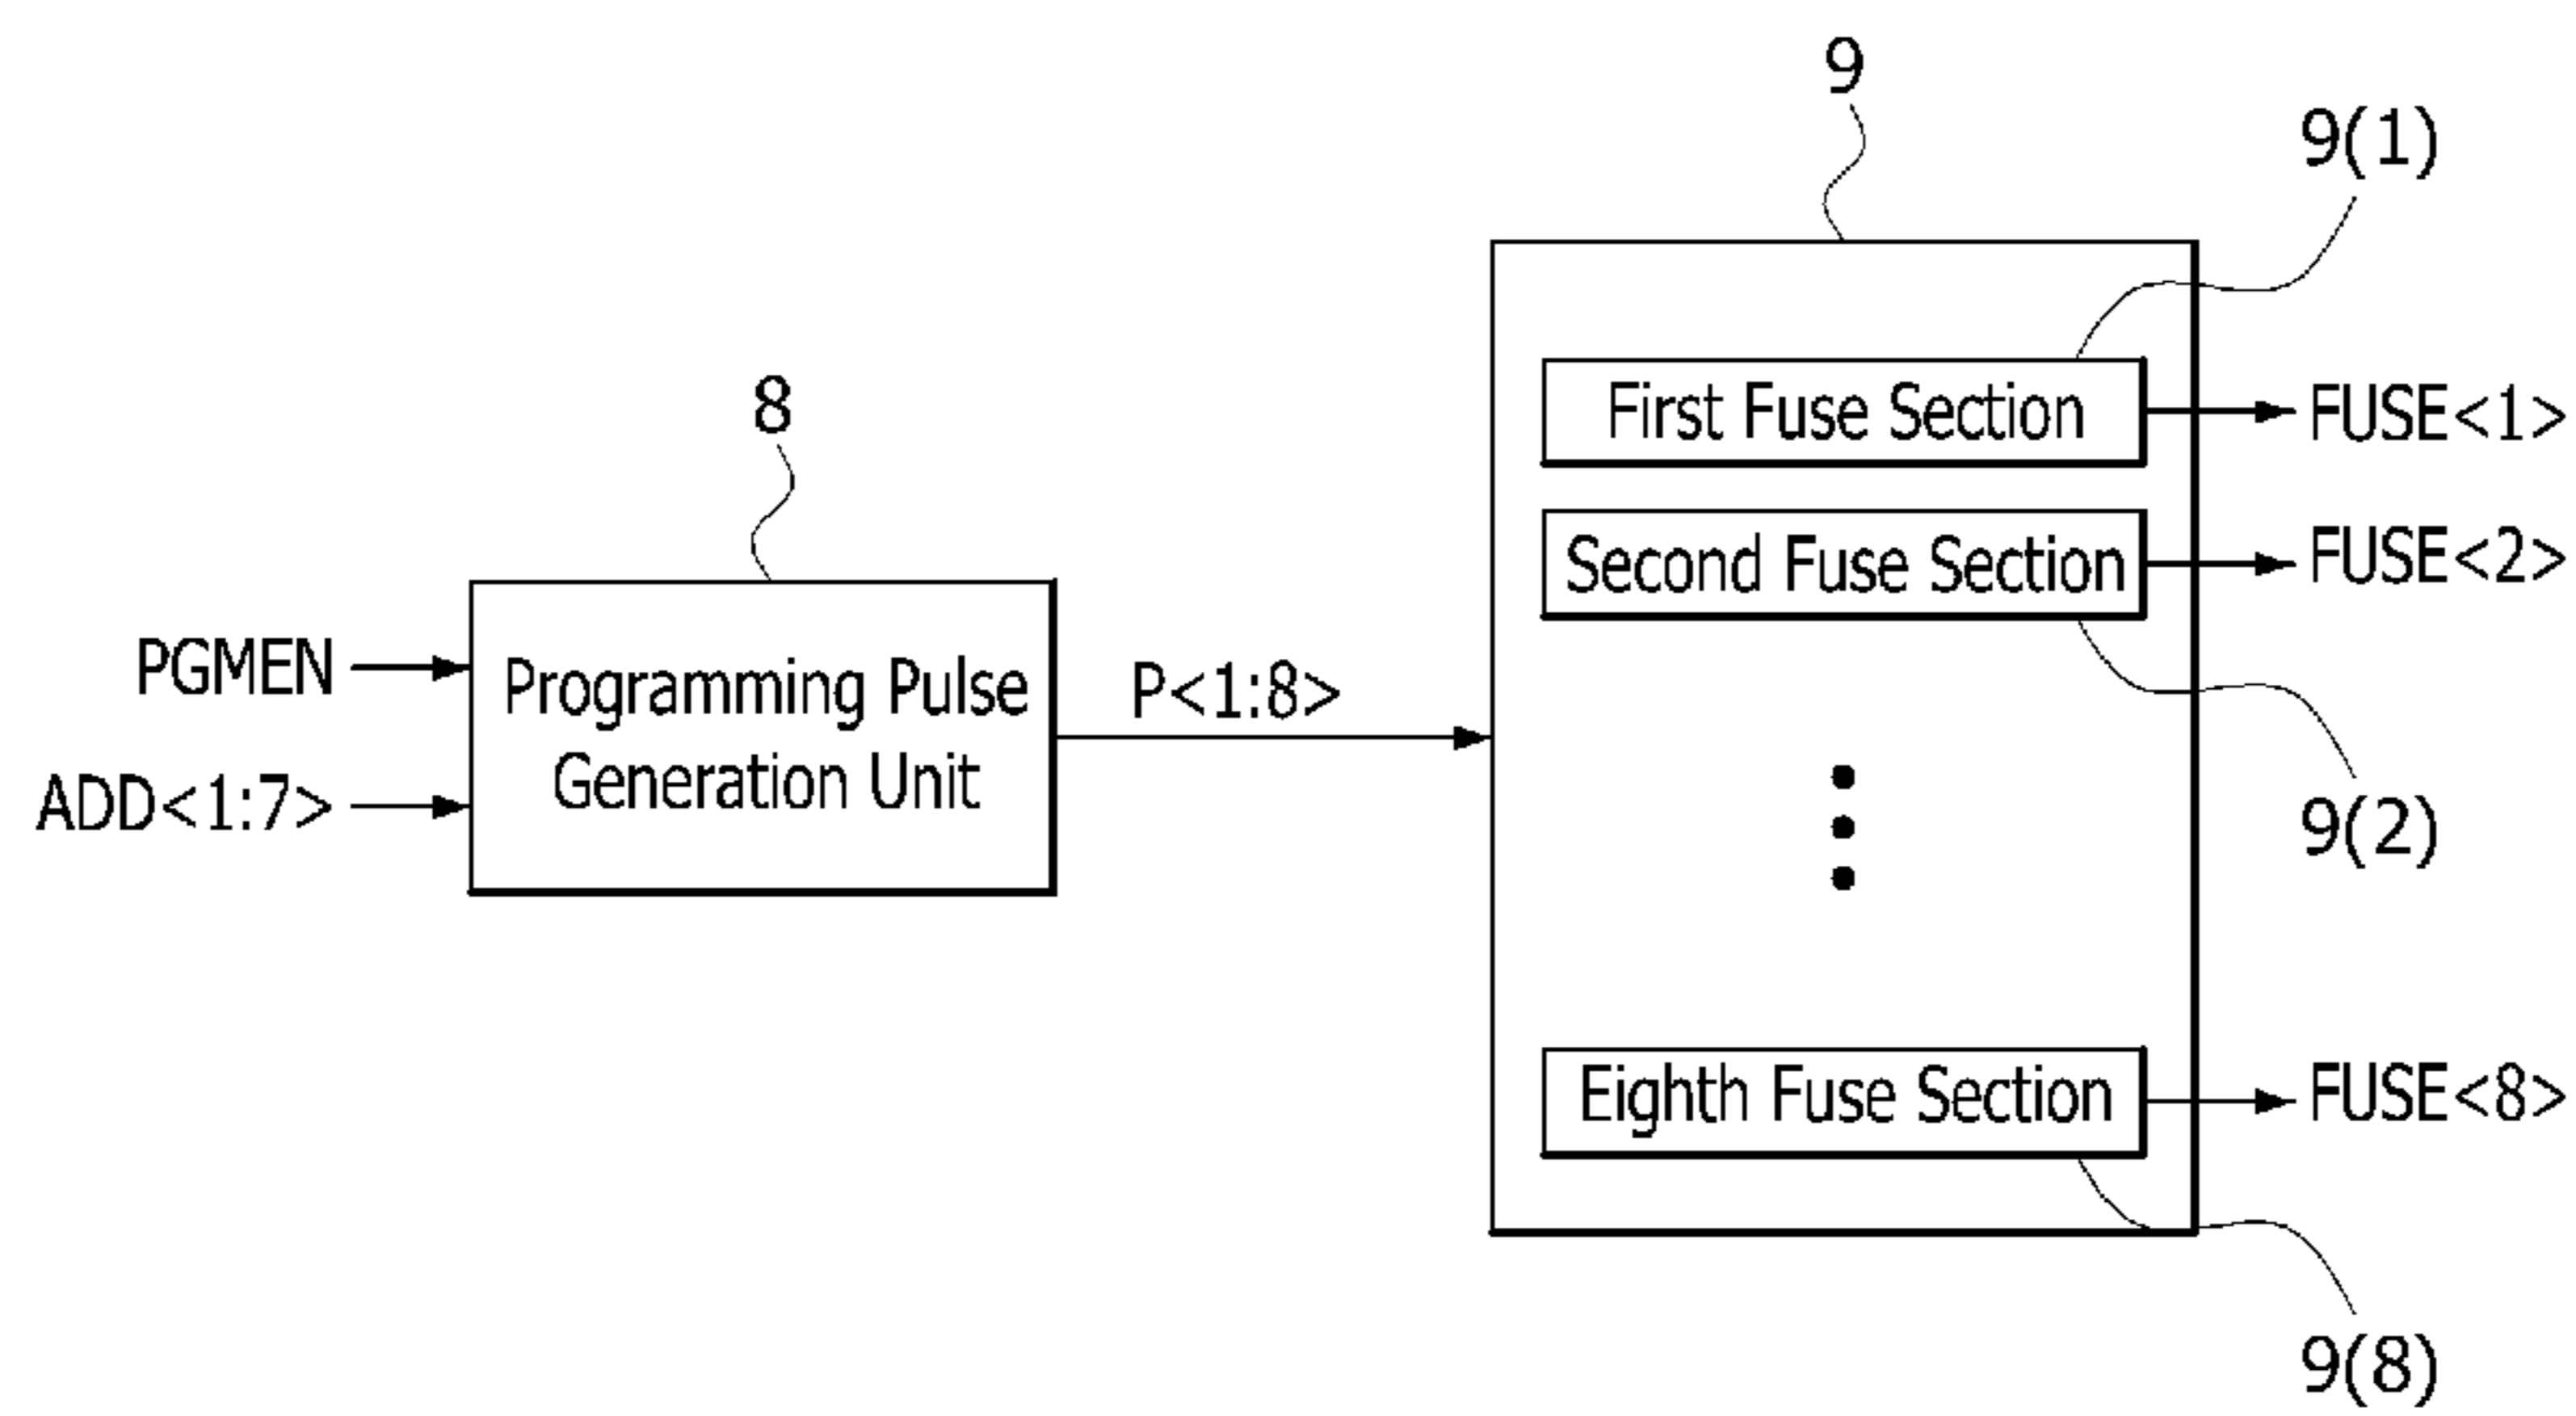 9
9(1)
8
First Fuse Section
FUSE<1>
Second Fuse Section
FUSE<2>
PGMEN
ADD<1:7>
Programming Pulse
Generation Unit
P<1:8>
9(2)
Eighth Fuse Section
FUSE<8>
9(8)